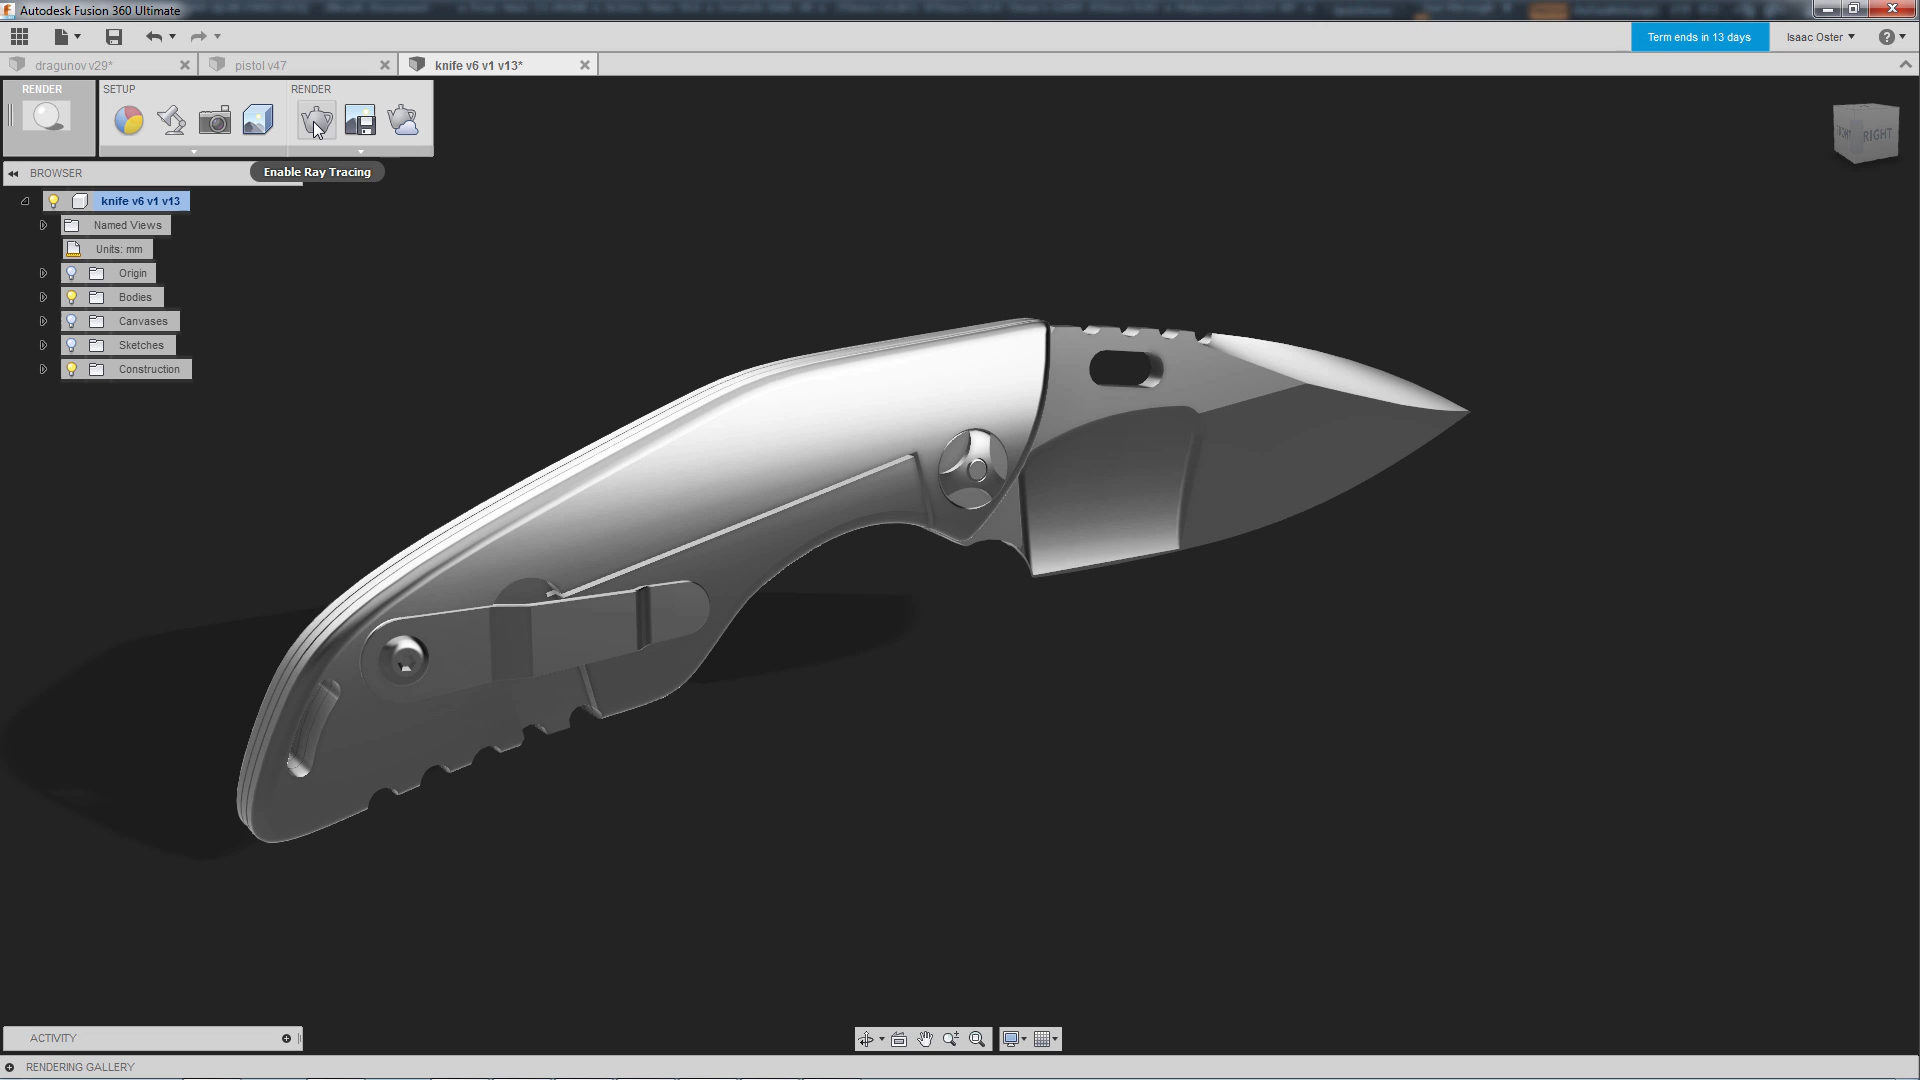 Autodesk Fusion 360 Ultimate
Term ends in 13 days
Isaac Oster
dragunov v29*
pistol v47
knife v6 v1 v13*
RENDER
SETUP
RENDER
RIGHT
Enable Ray Tracing
BROWSER
knife v6 v1 v13
Named Views
Units: mm
Origin
Bodies
Canvases
Sketches
Construction
ACTIVITY
RENDERING GALLERY